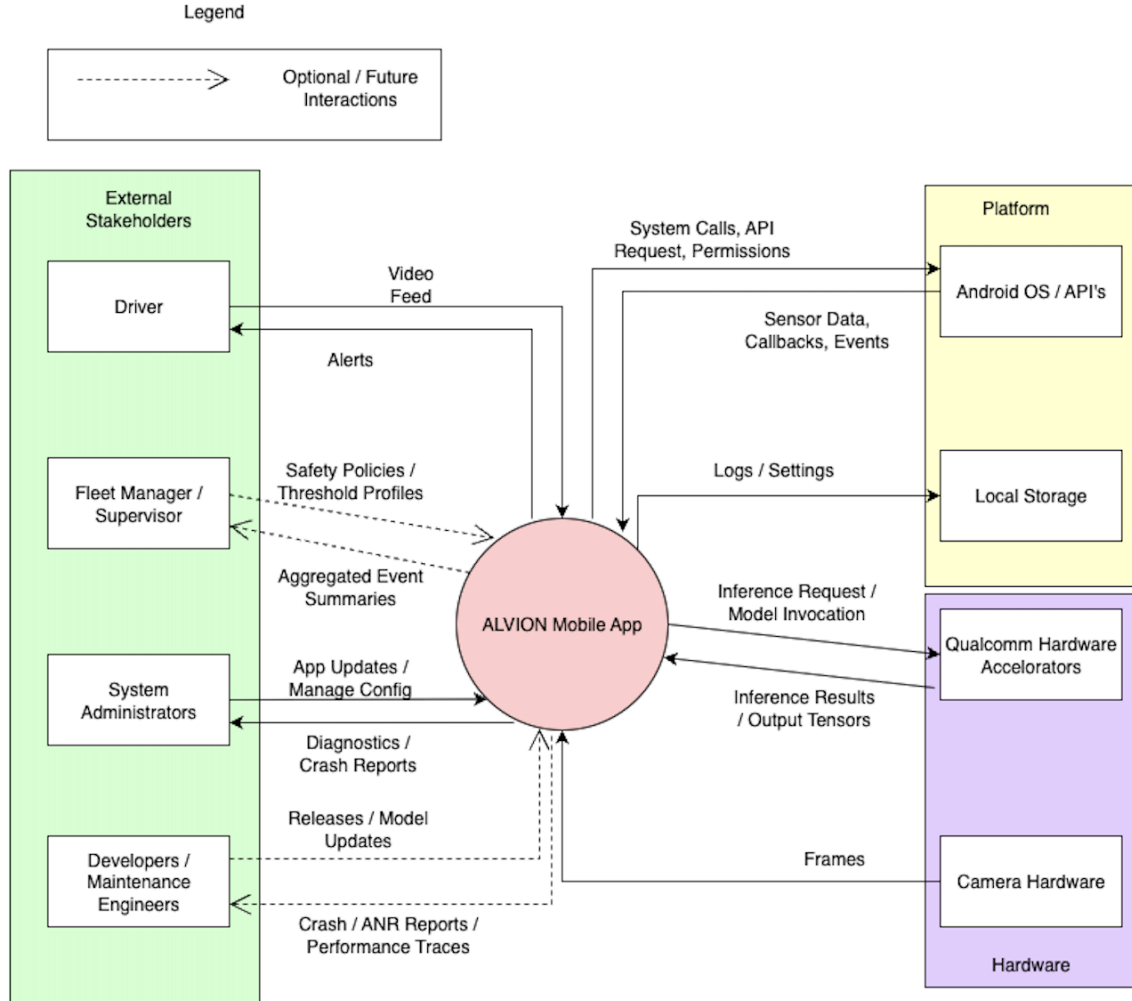 Legend
Optional / Future
Interactions
External
Stakeholders
Driver
Video
Feed
Alerts
Fleet Manager /
Supervisor
Safety Policies /
Threshold Profiles
Aggregated Event
Summaries
System
Administrators
App Updates /
Manage Config
Diagnostics /
Crash Reports
Developers /
Maintenance
Engineers
Releases / Model
Updates
Crash / ANR Reports /
Performance Traces
ALVION Mobile App
System Calls, API
Request, Permissions
Sensor Data,
Callbacks, Events
Logs / Settings
Inference Request /
Model Invocation
Inference Results
/ Output Tensors
Frames
Platform
Android OS / API's
Local Storage
Qualcomm Hardware
Accelorators
Camera Hardware
Hardware